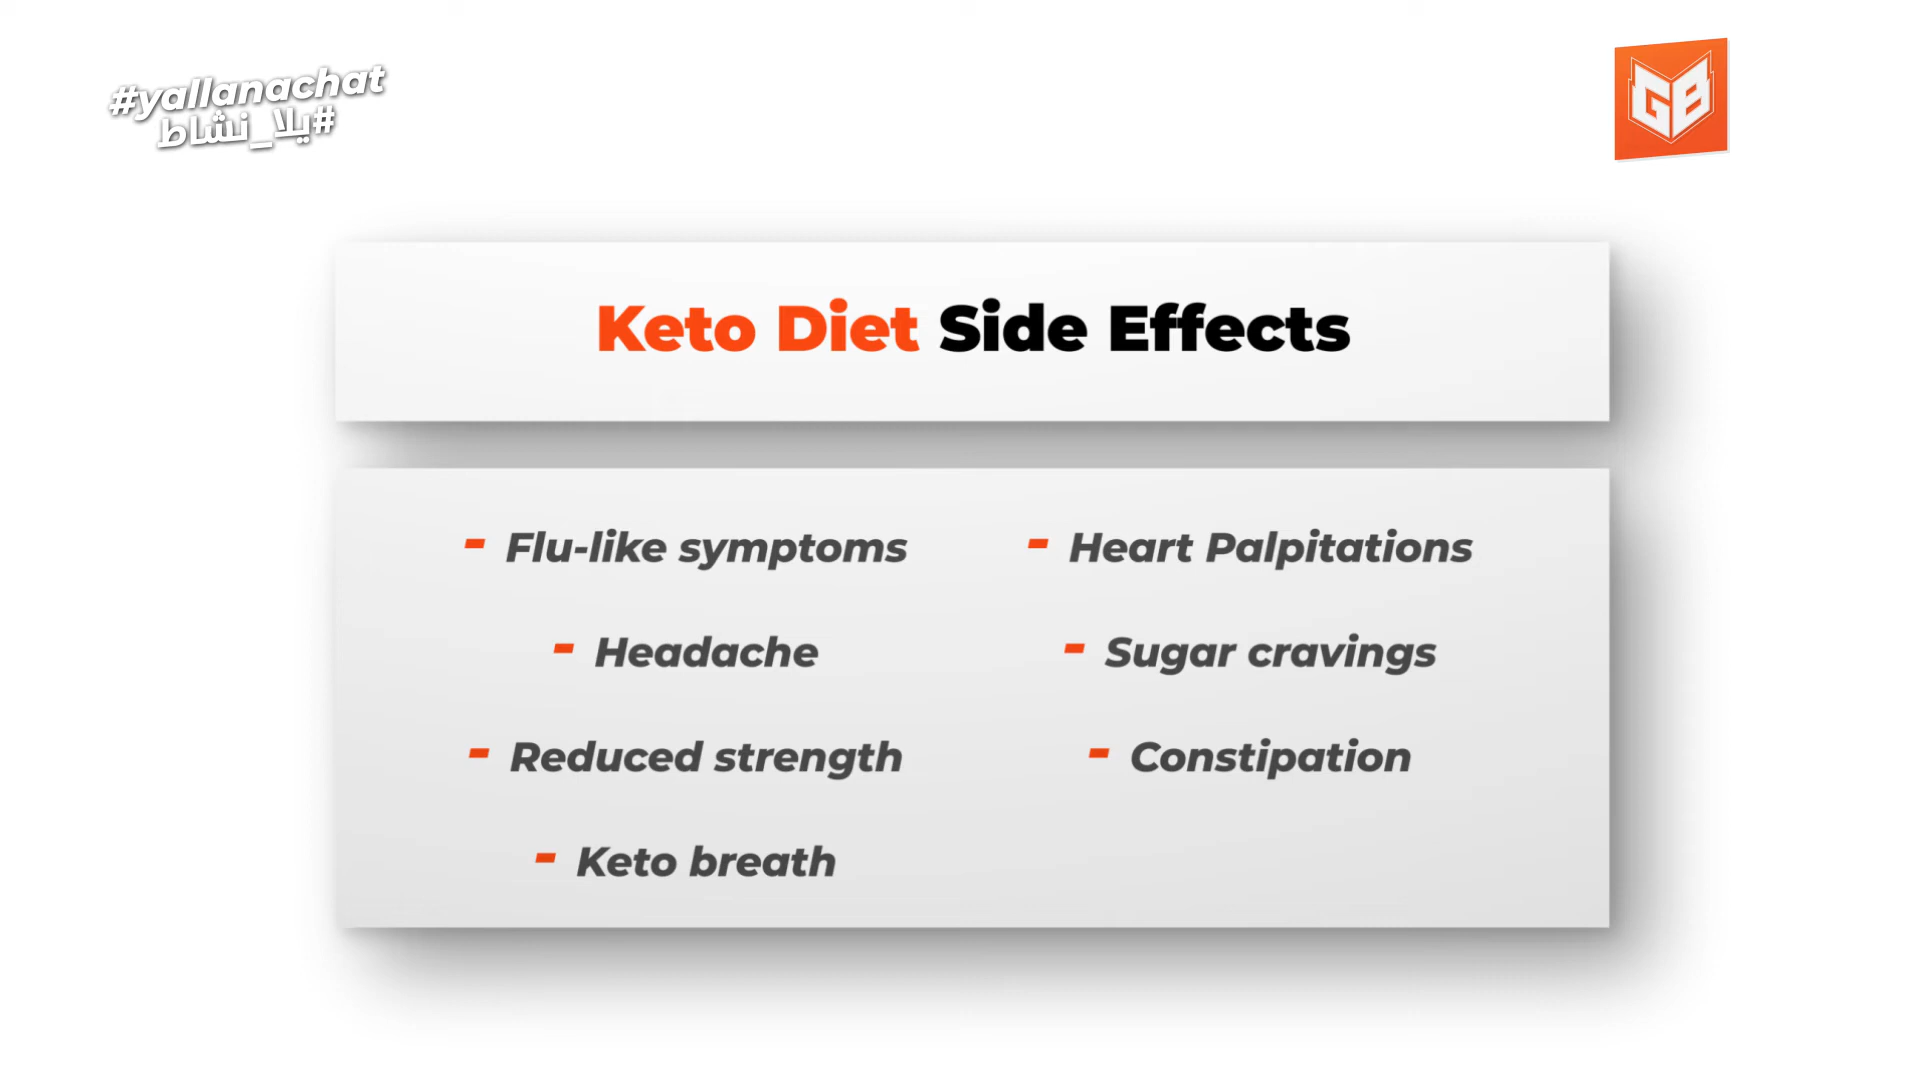 #yallanachat
#يلا_نشاط
GB
Keto Diet Side Effects
- Flu-like symptoms
- Headache
- Reduced strength
- Keto breath
- Heart Palpitations
- Sugar cravings
- Constipation